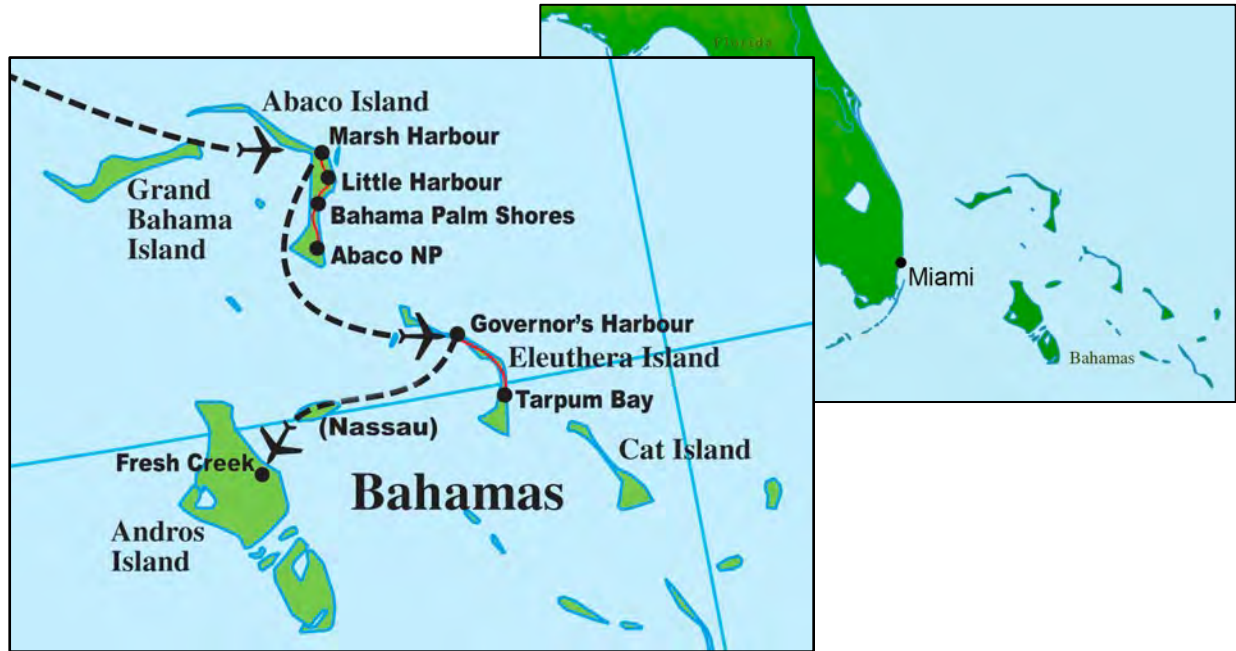 Florida
Miami
Bahamas
Abaco Island
Marsh Harbour
Grand
Bahama
Island
Little Harbour
Bahama Palm Shores
Abaco NP
Governor's Harbour
Eleuthera Island
Tarpum Bay
(Nassau)
Cat Island
Fresh Creek
Bahamas
Andros
Island